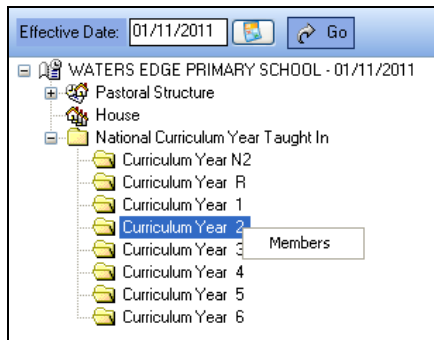 Effective Date: 01/11/2011 Go
WATERS EDGE PRIMARY SCHOOL - 01/11/2011
Pastoral Structure
House
National Curriculum Year Taught In
Curriculum Year N2
Curriculum Year R
Curriculum Year 1
Curriculum Year 2
Members
Curriculum Year 3
Curriculum Year 4
Curriculum Year 5
Curriculum Year 6